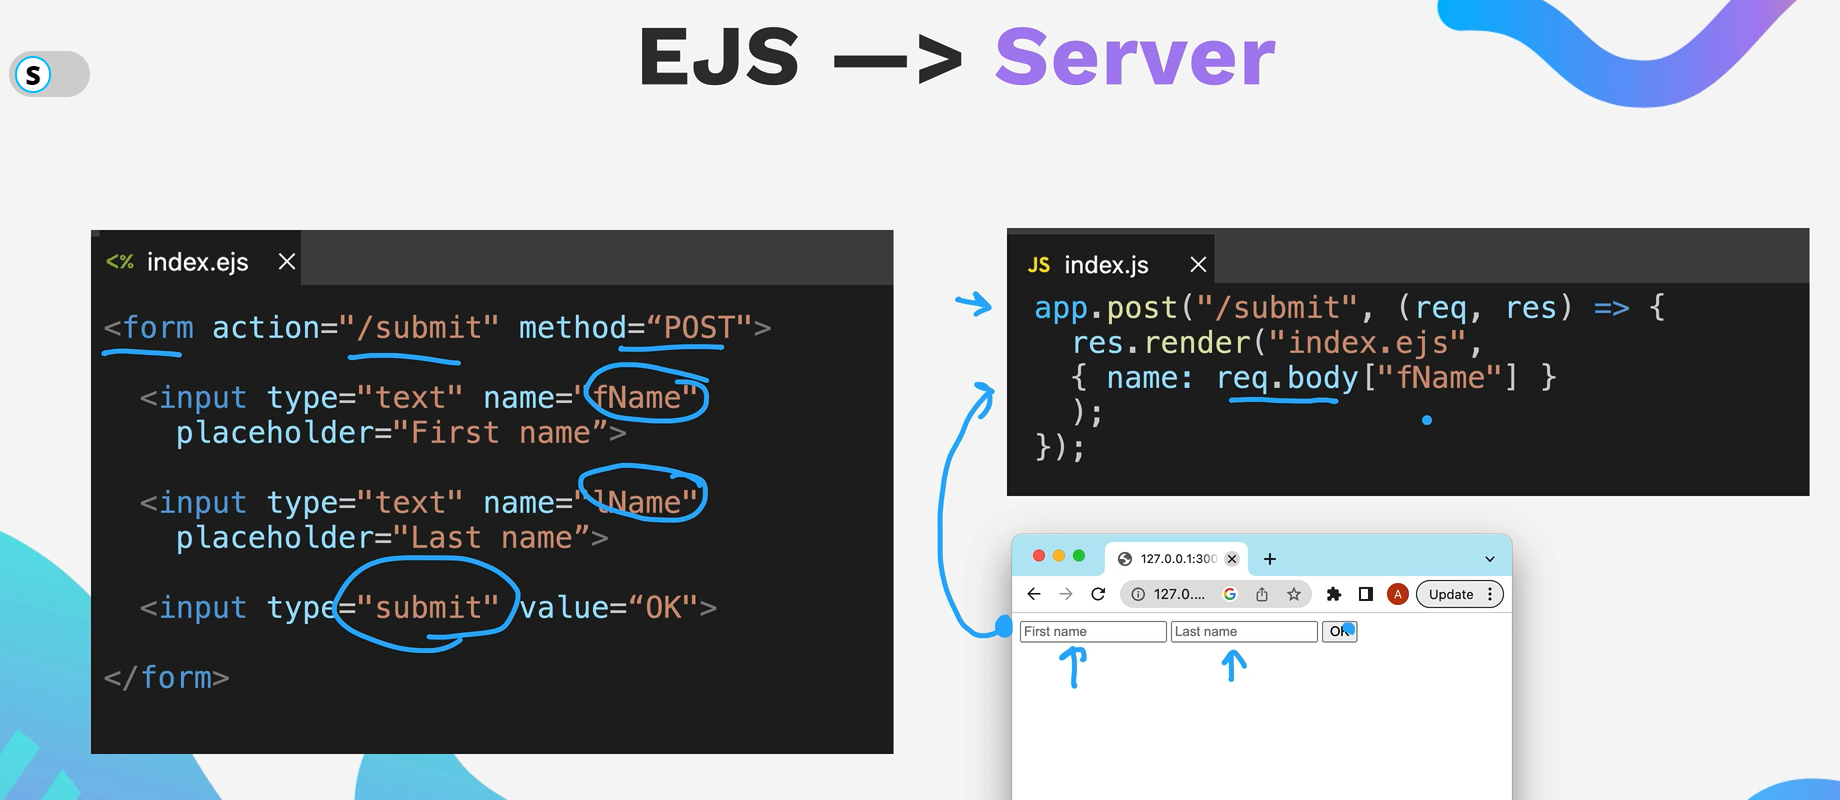 EJS —> Server
S
<% index.ejs ×
<form action="/submit" method=“POST">
<input type="text" name="fName"
placeholder="First name”>
<input type="text" name="lName"
placeholder="Last name”>
<input type="submit" value=“OK">
</form>
JS index.js ×
app.post("/submit", (req, res) => {
res.render("index.ejs",
{ name: req.body["fName"] }
);
});
127.0.0.1:300
127.0.... G A Update
First name Last name OK